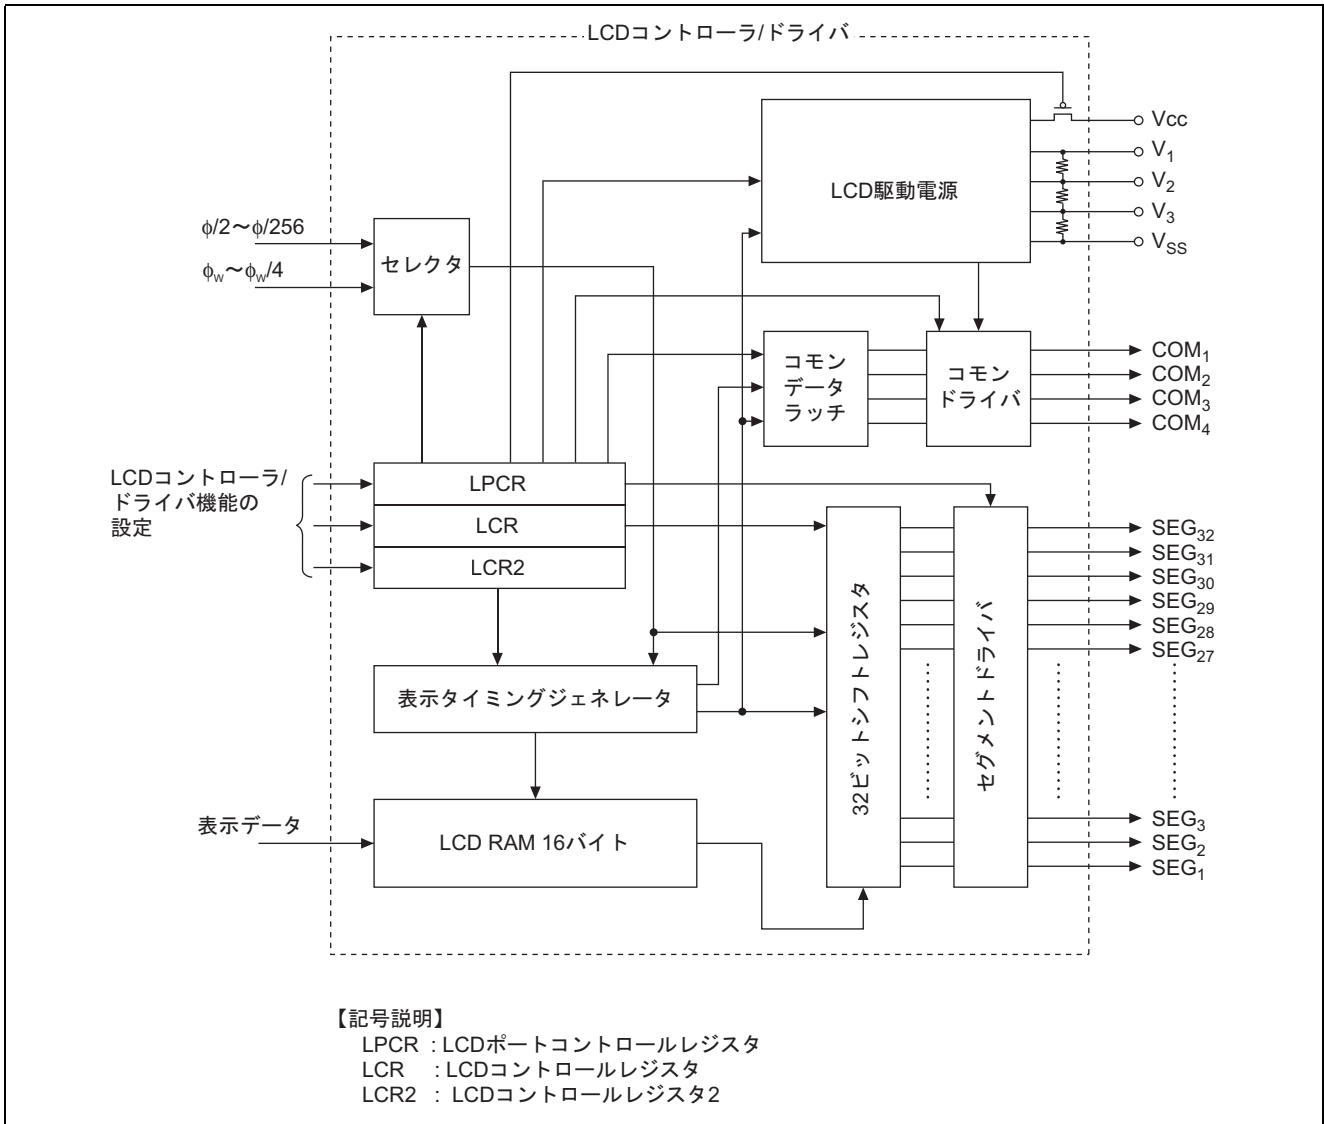 LCDコントローラ/ドライバ
Vcc
V1
V2
V3
VSS
LCD駆動電源
φ/2～φ/256
φw～φw/4
セレクタ
コモン
データ
ラッチ
コモン
ドライバ
COM1
COM2
COM3
COM4
LCDコントローラ/
ドライバ機能の
設定
LPCR
LCR
LCR2
32ビットシフトレジスタ
セグメントドライバ
SEG32
SEG31
SEG30
SEG29
SEG28
SEG27
表示タイミングジェネレータ
表示データ
LCD RAM 16バイト
SEG3
SEG2
SEG1
【記号説明】
LPCR : LCDポートコントロールレジスタ
LCR : LCDコントロールレジスタ
LCR2 : LCDコントロールレジスタ2